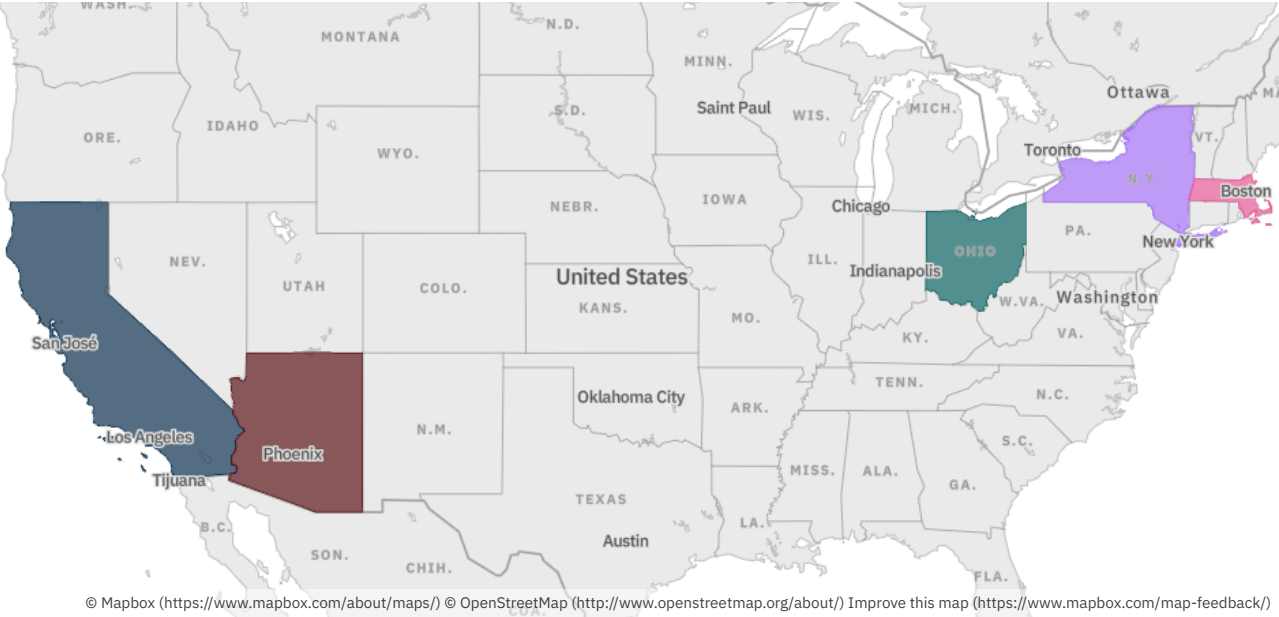 WASH.
MONTANA
N.D.
MINN.
Ottawa
MA
ORE.
IDAHO
S.D.
Saint Paul
WIS.
MICH.
VT.
WYO.
Toronto
N.Y.
Boston
NEBR.
IOWA
Chicago
New York
NEV.
UTAH
COLO.
United States
KANS.
ILL.
Indianapolis
OHIO
PA.
W.VA.
Washington
San José
MO.
KY.
VA.
Los Angeles
Phoenix
N.M.
Oklahoma City
ARK.
TENN.
N.C.
Tijuana
TEXAS
MISS.
ALA.
S.C.
GA.
B.C.
SON.
CHIH.
Austin
LA.
FLA.
© Mapbox (https://www.mapbox.com/about/maps/) © OpenStreetMap (http://www.openstreetmap.org/about/) Improve this map (https://www.mapbox.com/map-feedback/)
COA.